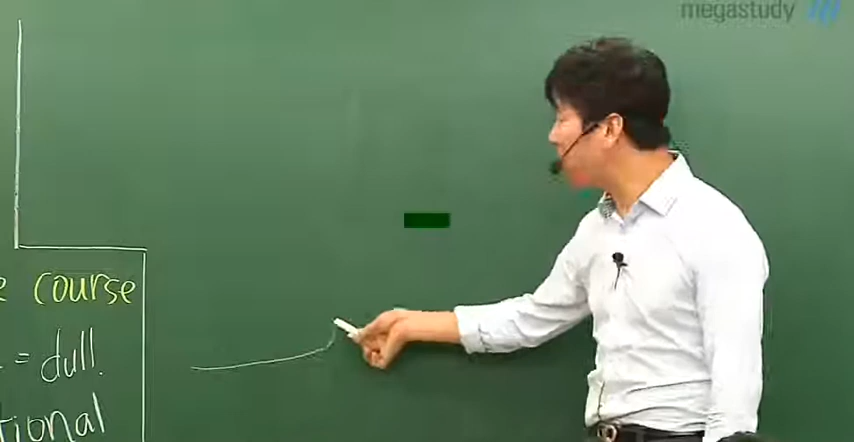 megastudy
course
= dull.
tional